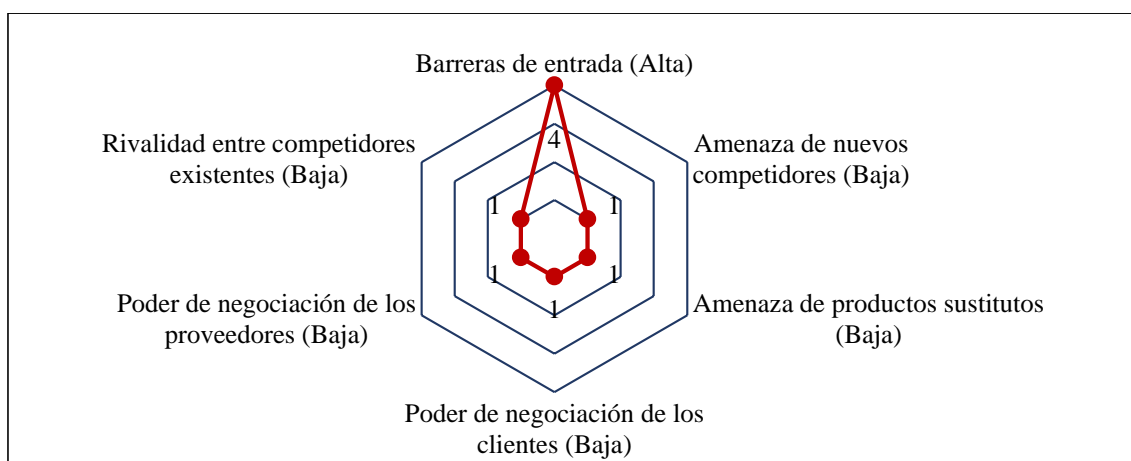 Barreras de entrada (Alta)
Rivalidad entre competidores
existentes (Baja)
4
Amenaza de nuevos
competidores (Baja)
1
1
Poder de negociación de los
proveedores (Baja)
1
1
Amenaza de productos sustitutos
(Baja)
1
Poder de negociación de los
clientes (Baja)